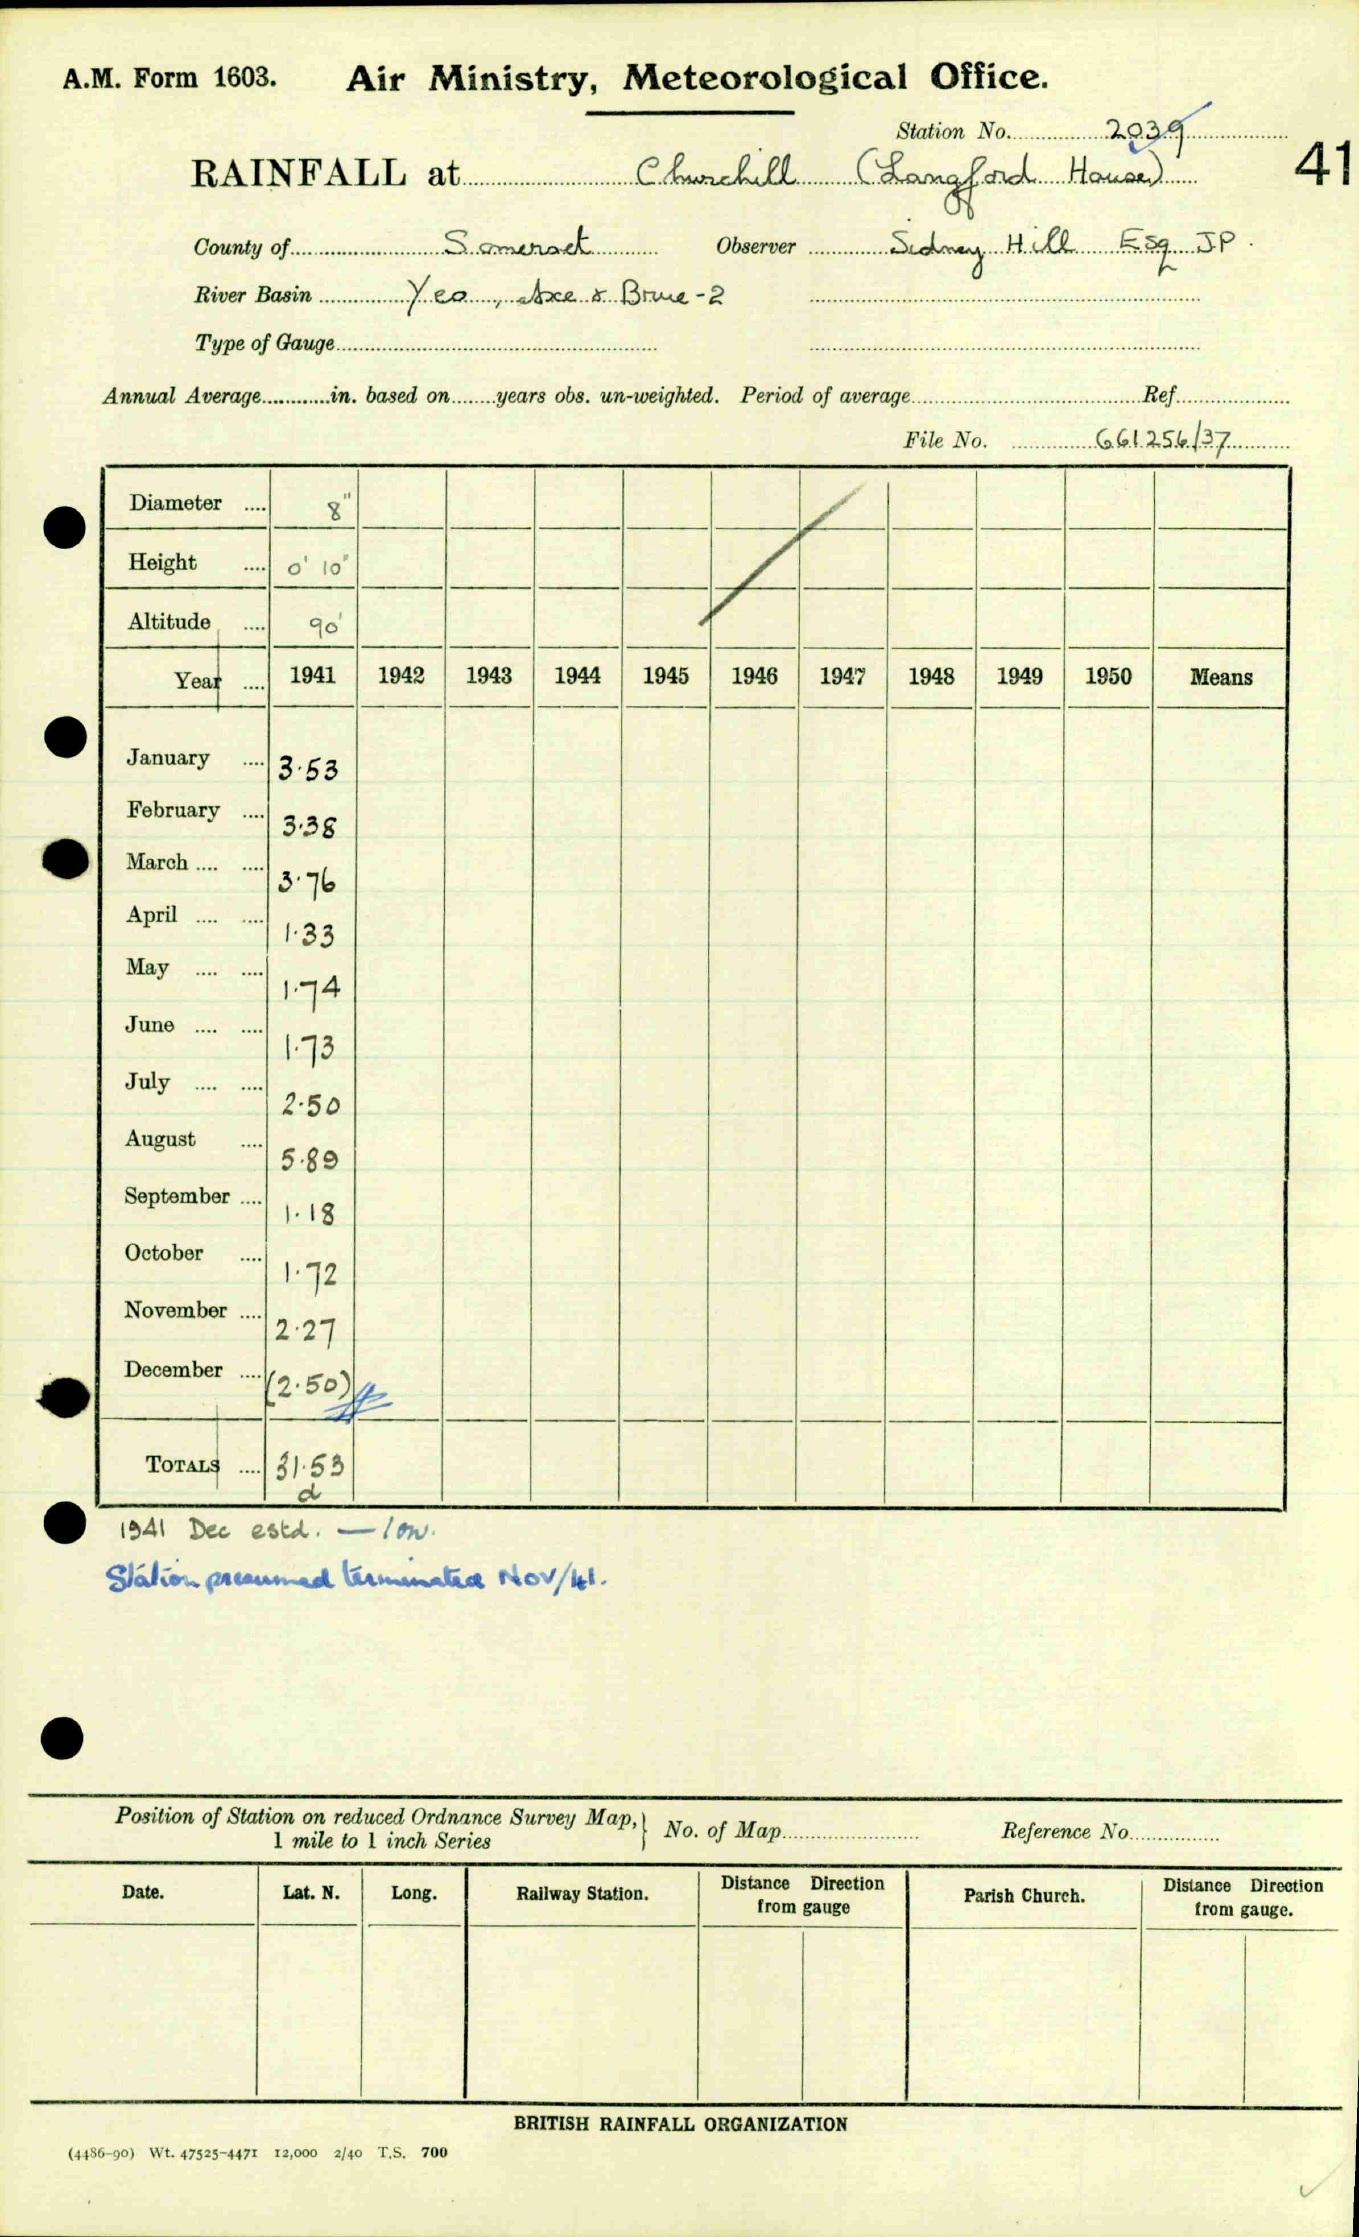 A.M. Form 1603. Air Ministry, Meteorological Office.
Station No. 2039
41
RAINFALL at Churchill (Langford House)
County of Somerset Observer Sidney Hill Esq JP.
River Basin Yeo, Axe & Brue - 2
Type of Gauge
Annual Average in. based on years obs. un-weighted. Period of average Ref.
File No. 661256/37
Diameter .... 8"
Height .... 0' 10"
Altitude .... 90'
Year .... 1941 1942 1943 1944 1945 1946 1947 1948 1949 1950 Means
January .... 3.53
February .... 3.38
March .... .... 3.76
April .... .... 1.33
May .... .... 1.74
June .... .... 1.73
July .... .... 2.50
August .... 5.89
September .... 1.18
October .... 1.72
November .... 2.27
December .... (2.50)
TOTALS .... 31.53
d
1941 Dec estd. — low.
Station presumed terminated Nov/41.
Position of Station on reduced Ordnance Survey Map, 1 mile to 1 inch Series } No. of Map Reference No.
Date. Lat. N. Long. Railway Station. Distance Direction from gauge Parish Church. Distance Direction from gauge.
BRITISH RAINFALL ORGANIZATION
(4486-90) Wt. 47525-4471 12,000 2/40 T.S. 700